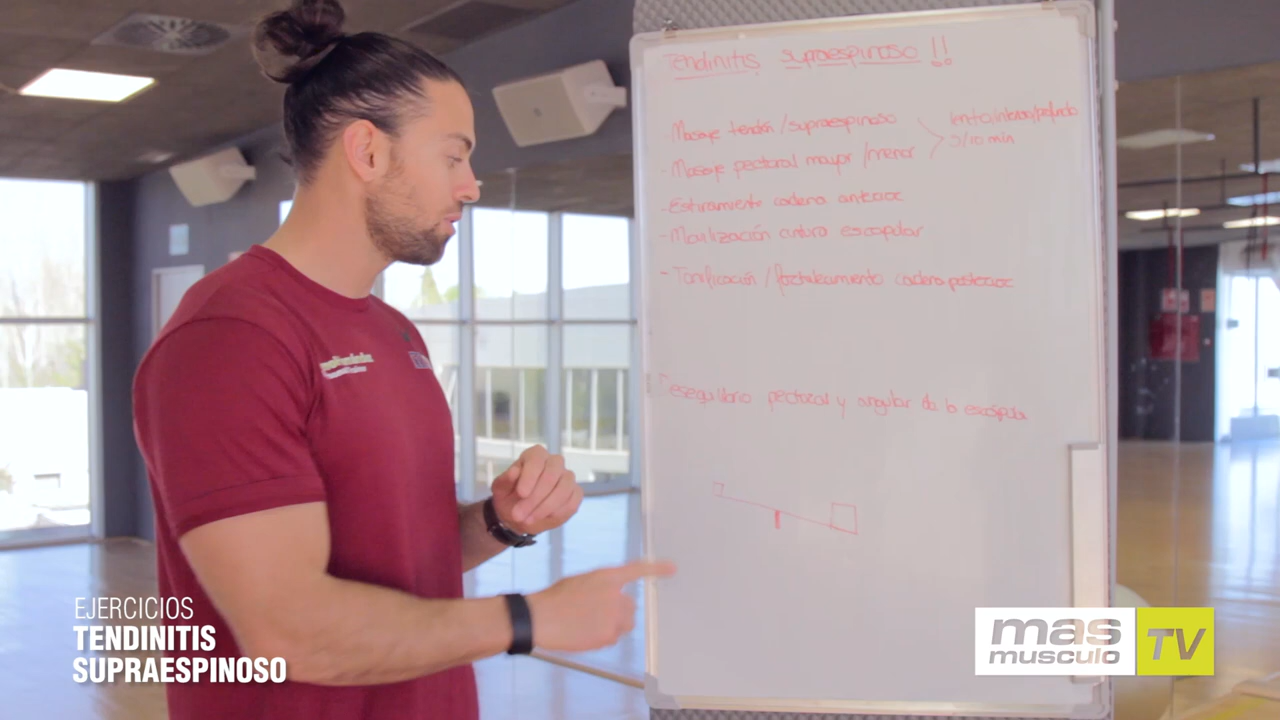 Tendinitis supraespinoso !!
- Masaje tendón / supraespinoso
- Masaje pectoral mayor / menor
lento/intenso/profundo
5/10 min
- Estiramiento cadena anterior
- Movilización cintura escapular
- Tonificación / fortalecimiento cadena posterior
Desequilibrio pectoral y angular de la escápula
EJERCICIOS
TENDINITIS
SUPRAESPINOSO
mas
musculo
TV